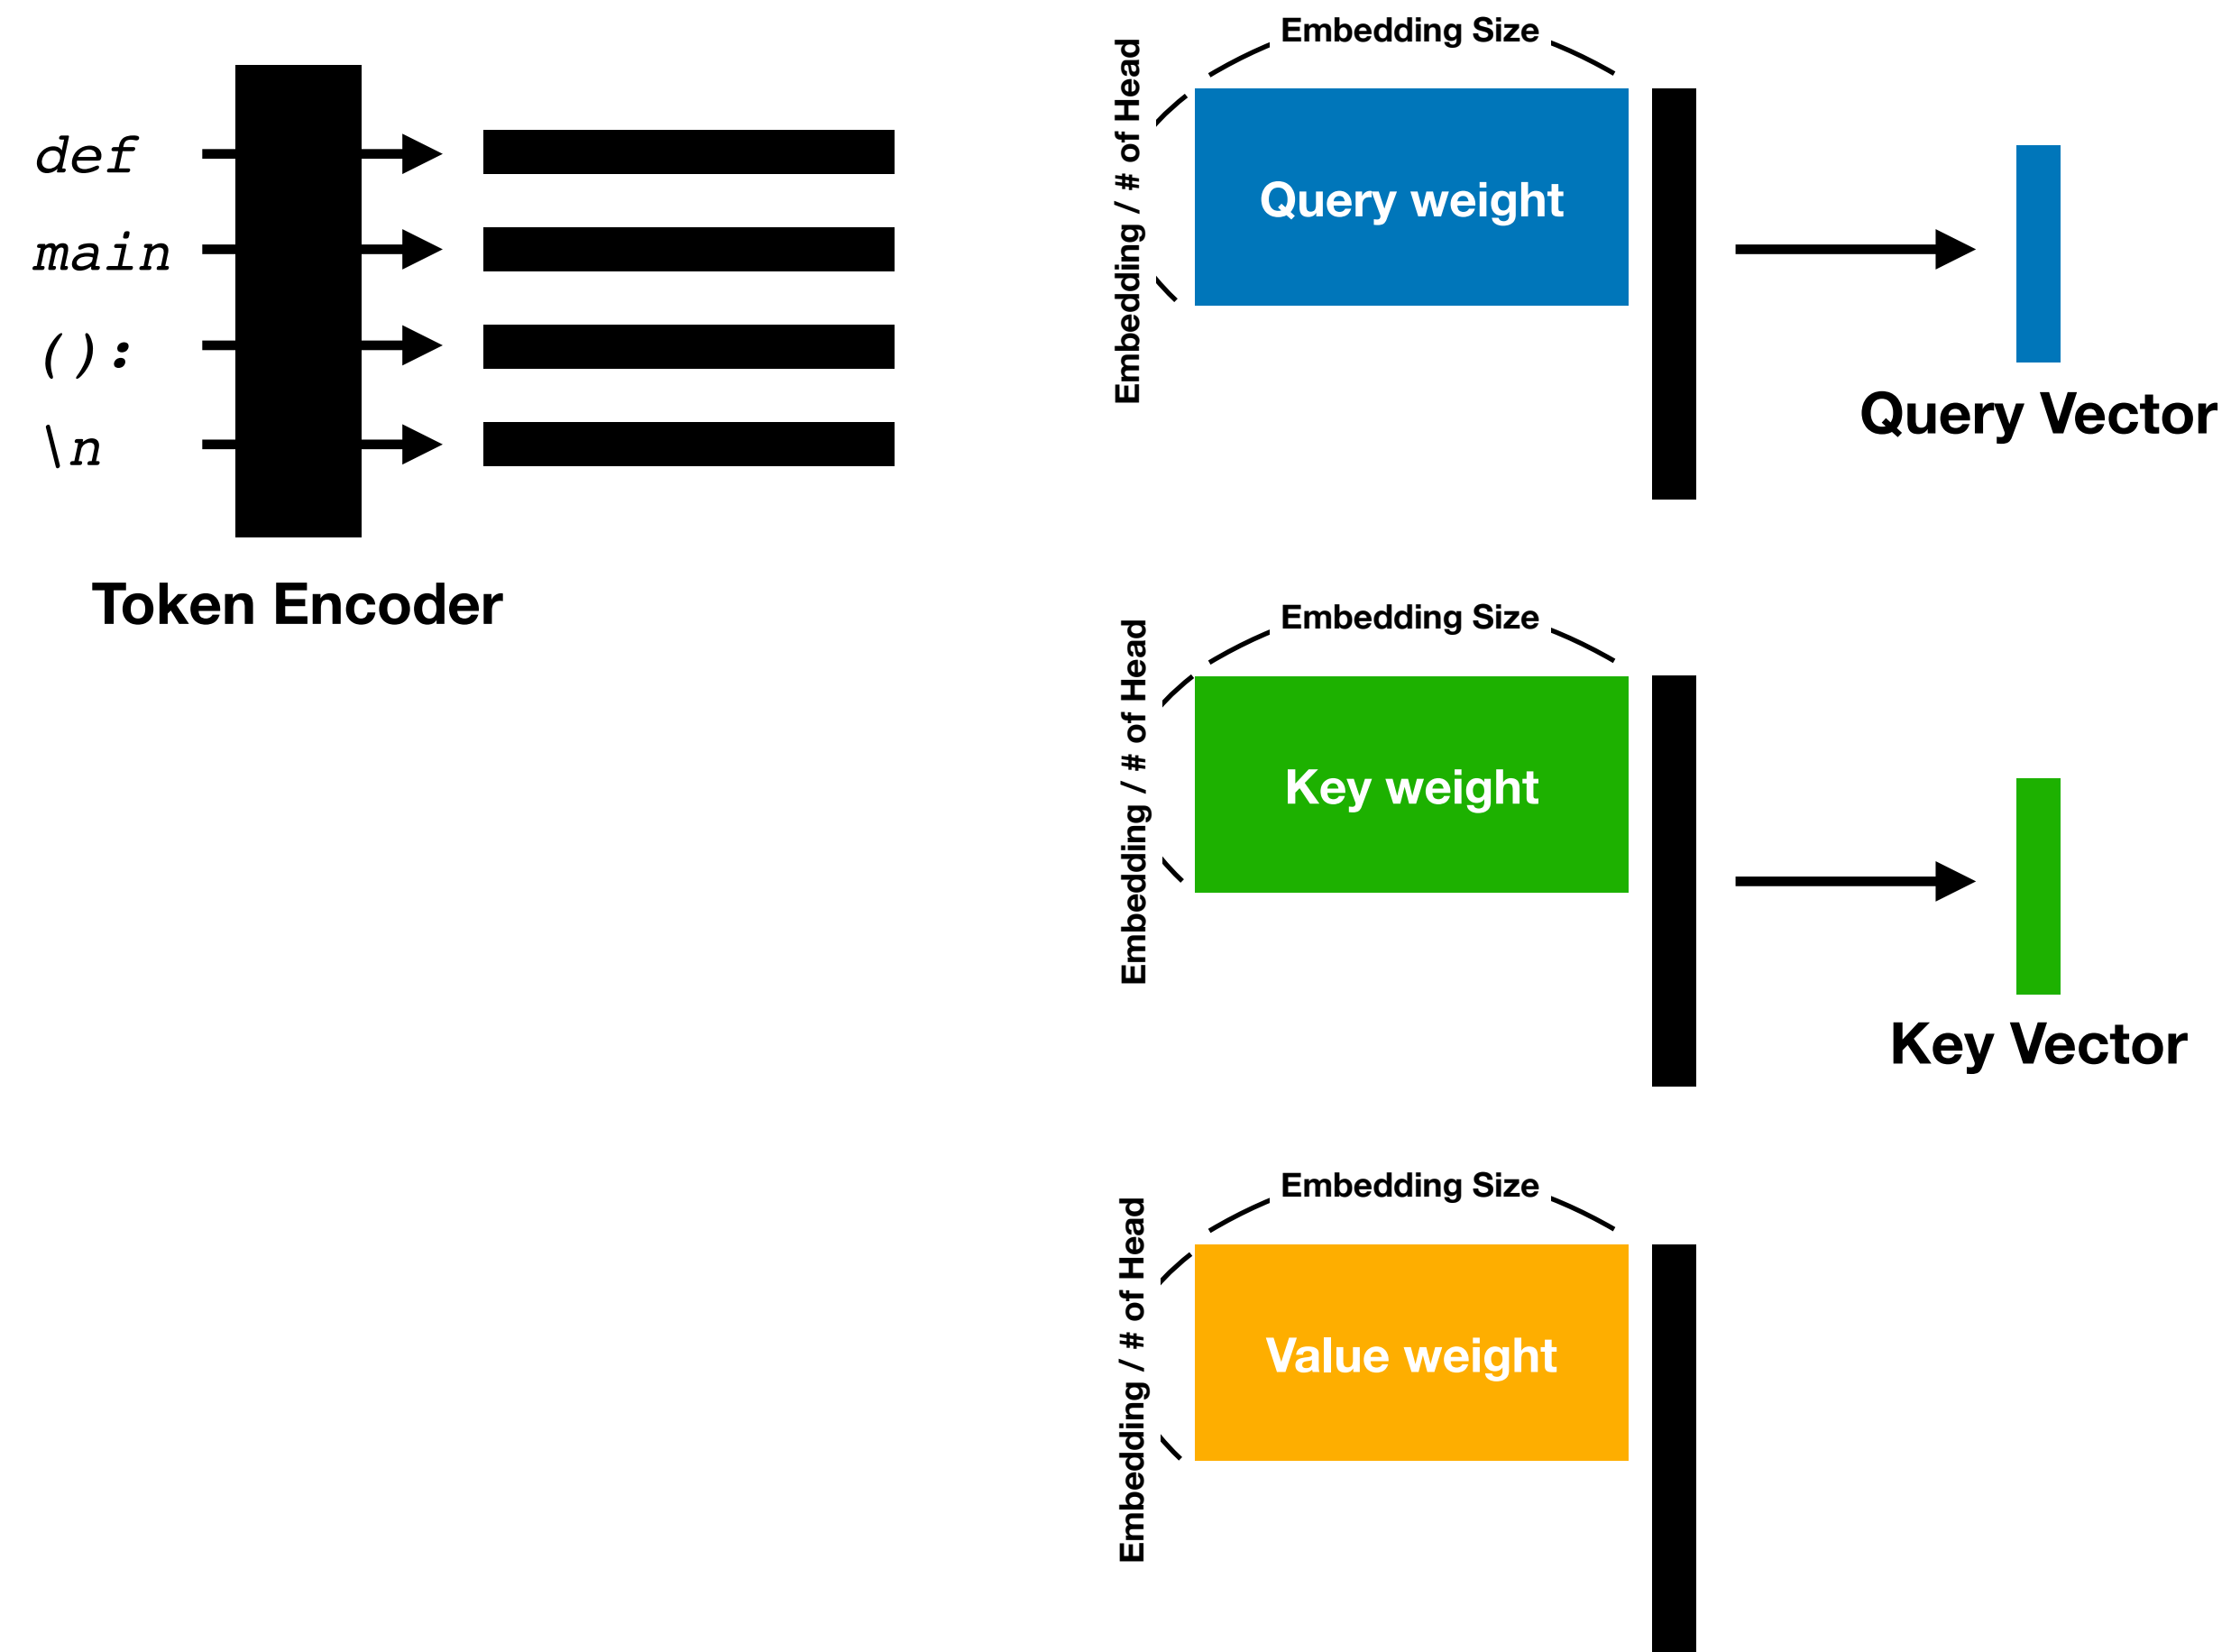 def
main
():
\n
Token Encoder
Embedding Size
Embedding / # of Head
Query weight
Query Vector
Embedding Size
Embedding / # of Head
Key weight
Key Vector
Embedding Size
Embedding / # of Head
Value weight